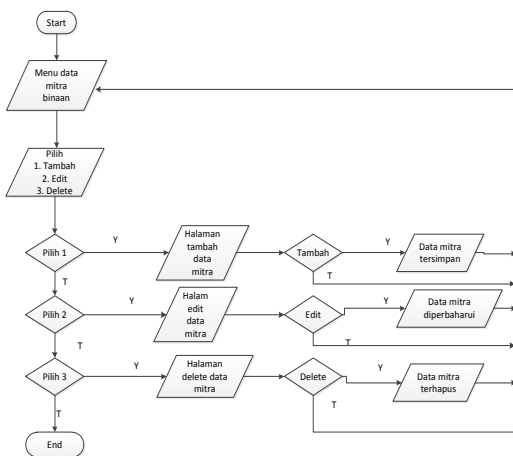 Start
Menu data
mitra
binaan
Pilih
1. Tambah
2. Edit
3. Delete
Pilih 1
Y
Halaman
tambah
data
mitra
Tambah
Y
Data mitra
tersimpan
T
T
Pilih 2
Y
Halam
edit
data
mitra
Edit
Y
Data mitra
diperbaharui
T
T
Pilih 3
Y
Halaman
delete data
mitra
Delete
Y
Data mitra
terhapus
T
T
End